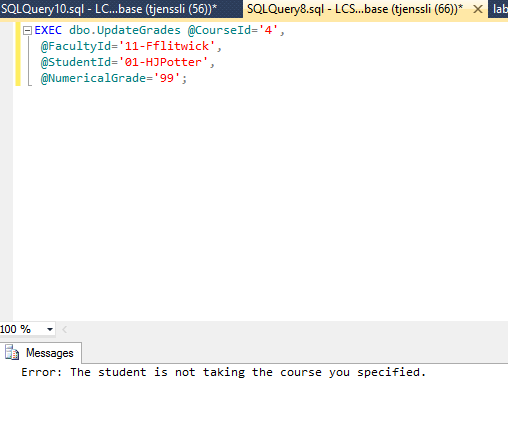 SQLQuery10.sql - LC...base (tjenssli (56))* SQLQuery8.sql - LCS...base (tjenssli (66))* lab
EXEC dbo.UpdateGrades @CourseId='4',
@FacultyId='11-Fflitwick',
@StudentId='01-HJPotter',
@NumericalGrade='99';
100 %
Messages
Error: The student is not taking the course you specified.